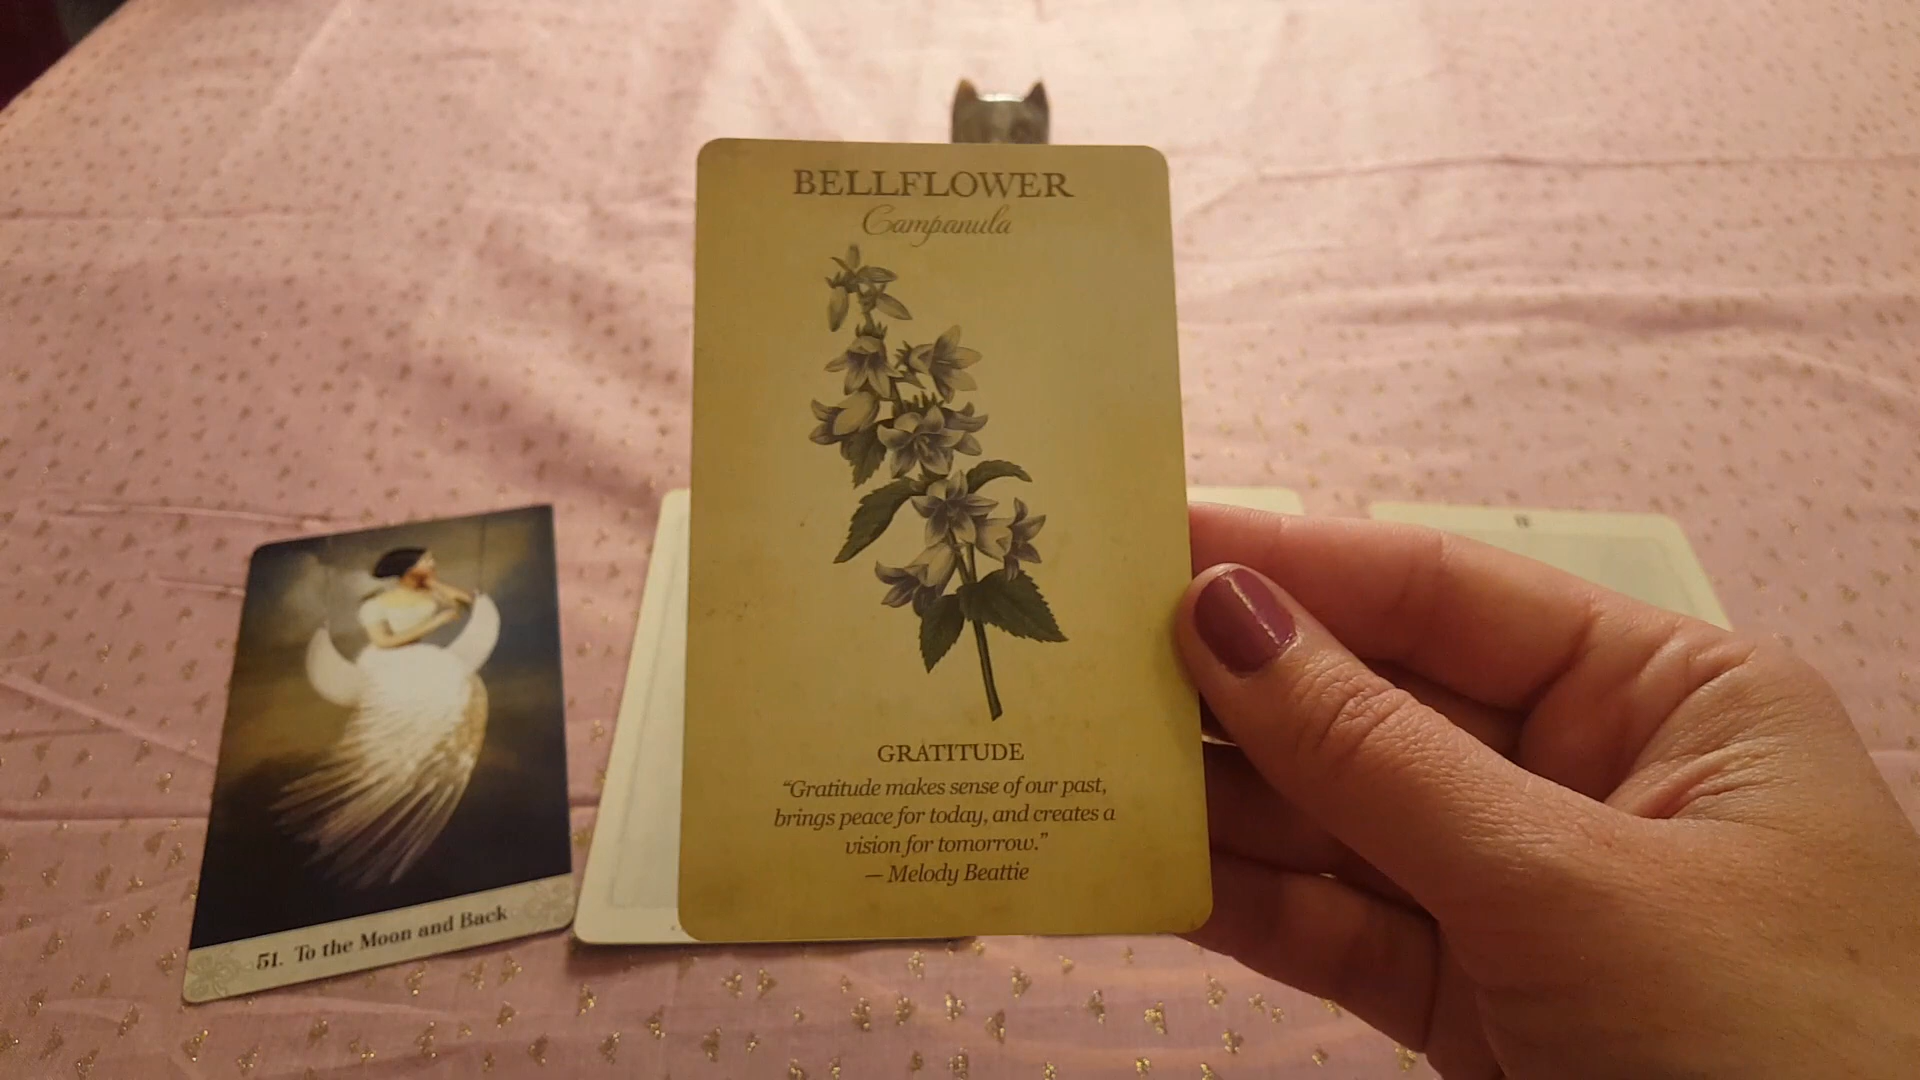 BELLFLOWER
Campanula
GRATITUDE
“Gratitude makes sense of our past,
brings peace for today, and creates a
vision for tomorrow.”
— Melody Beattie
51. To the Moon and Back